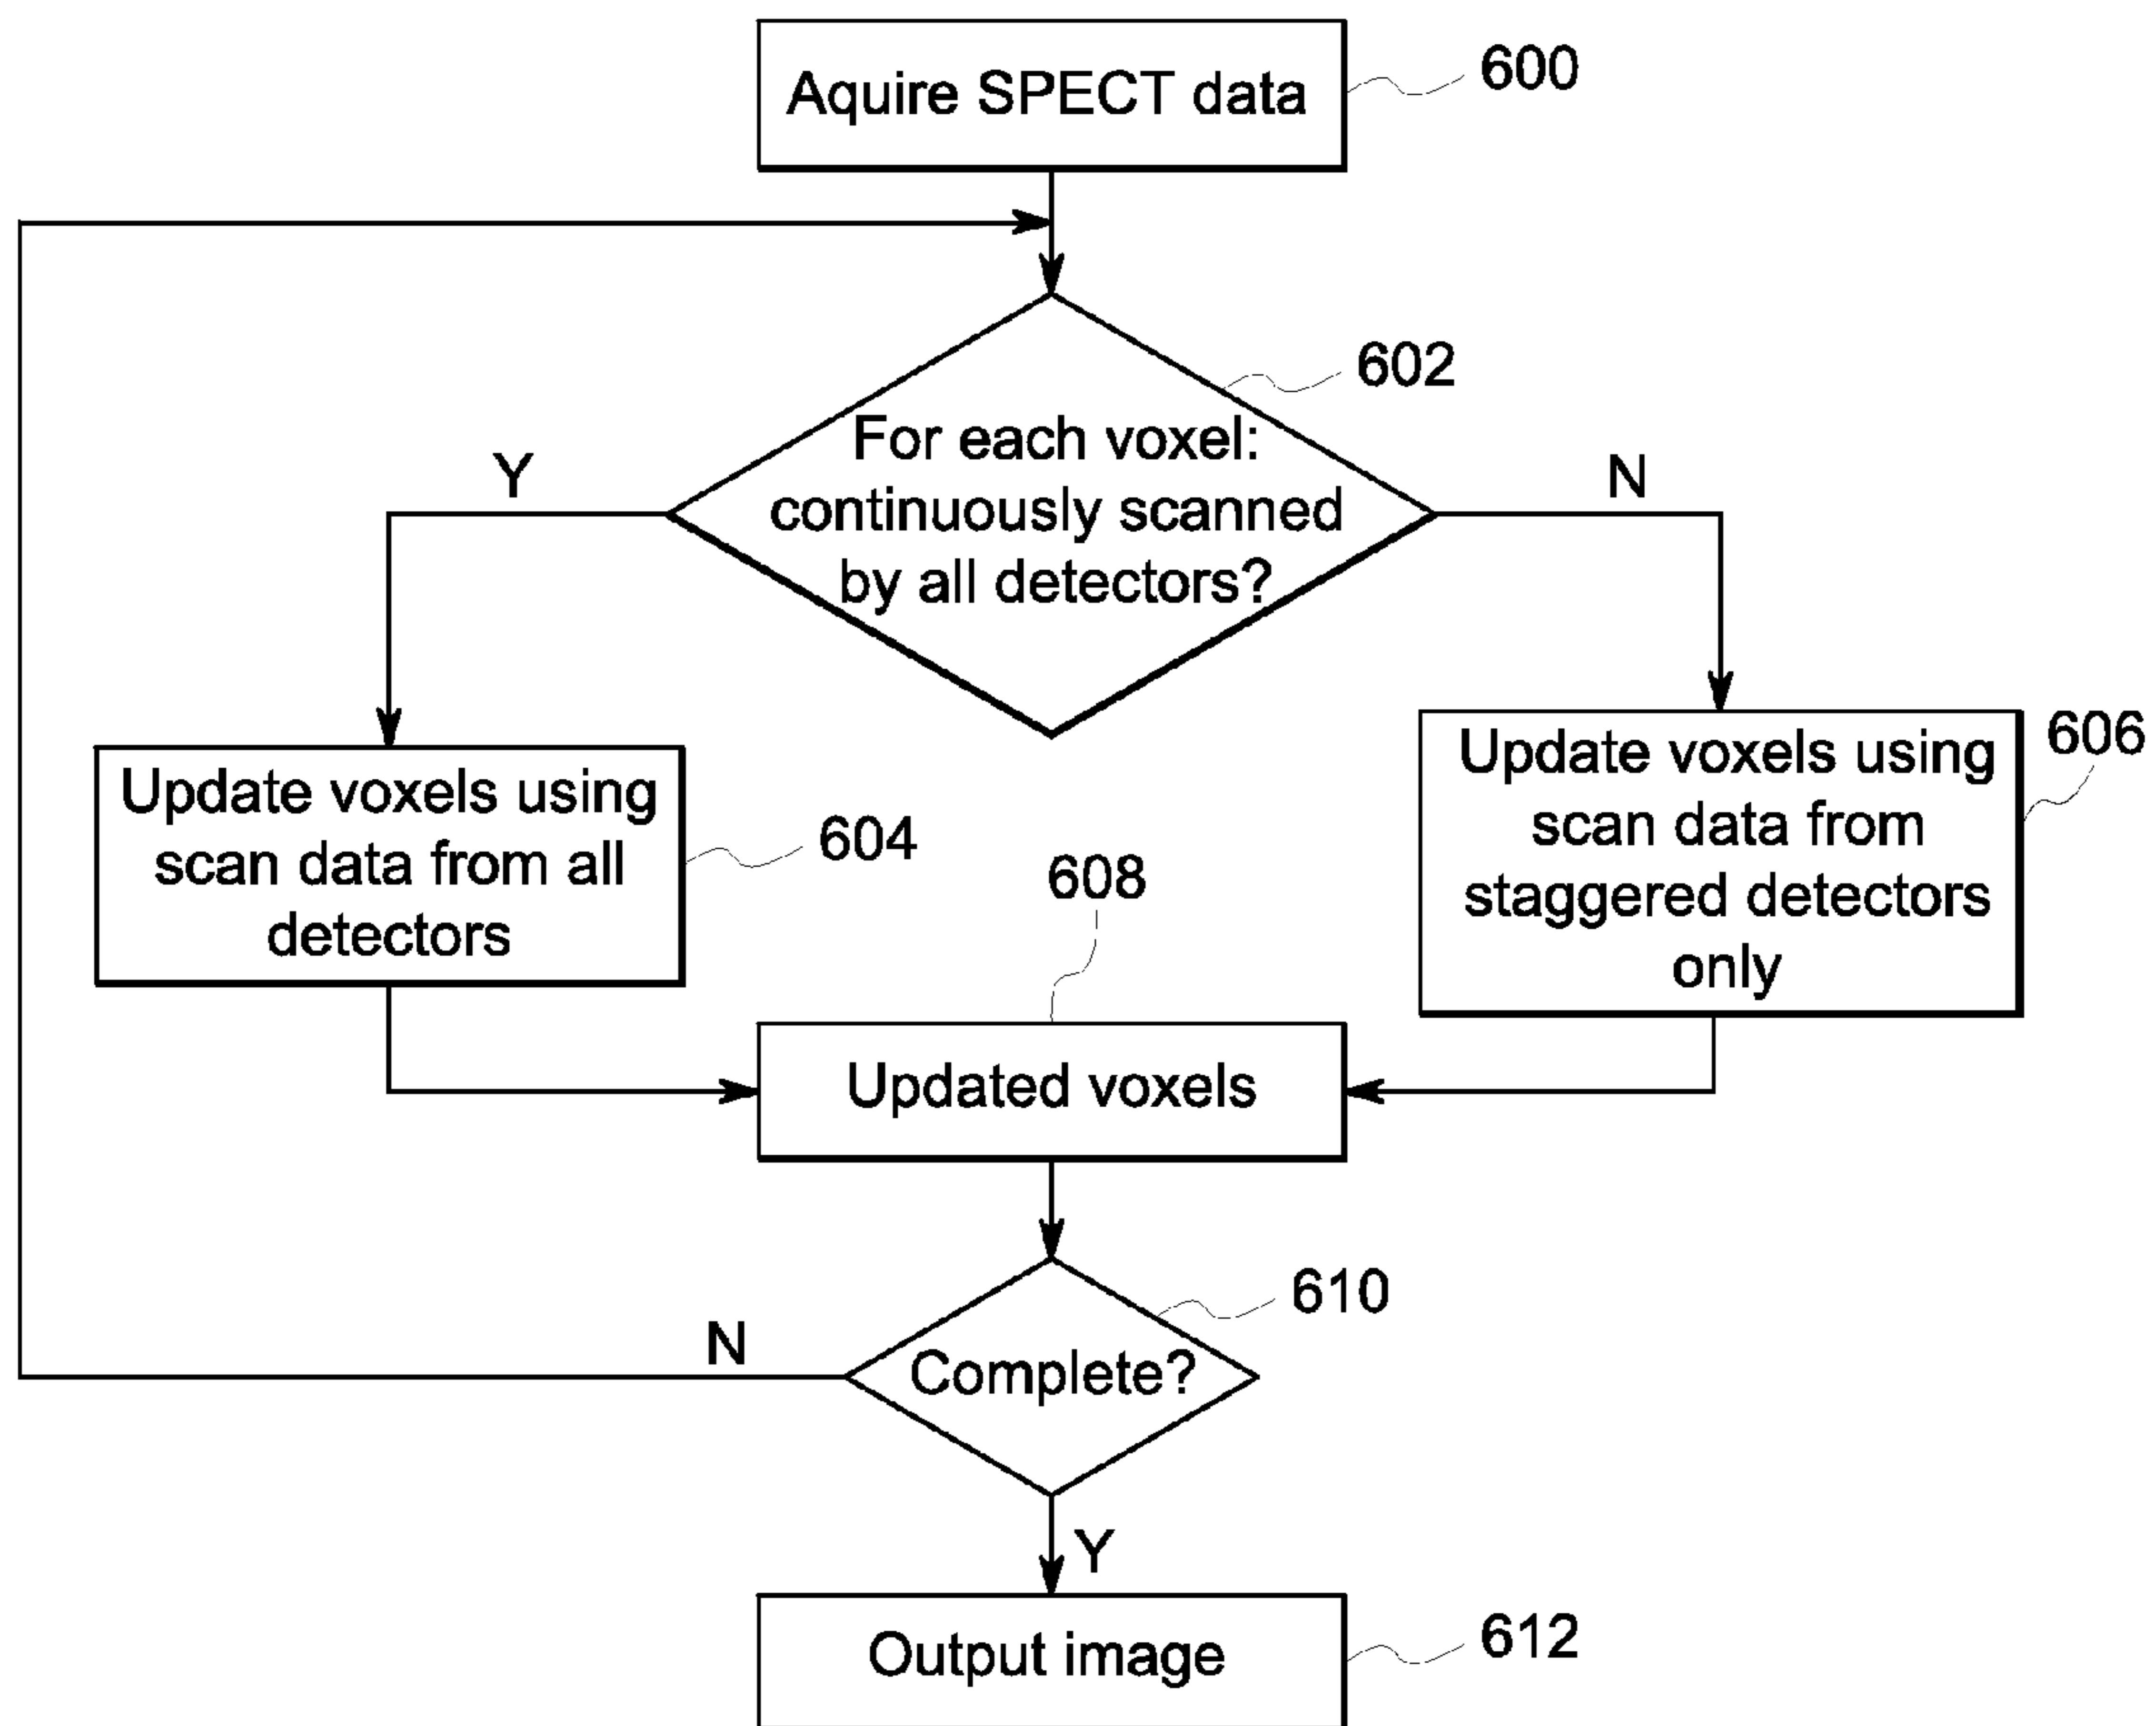 Aquire SPECT data
600
602
For each voxel:
continuously scanned
by all detectors?
Y
N
Update voxels using
scan data from all
detectors
604
608
Update voxels using
scan data from
staggered detectors
only
606
Updated voxels
610
Complete?
N
Y
Output image
612